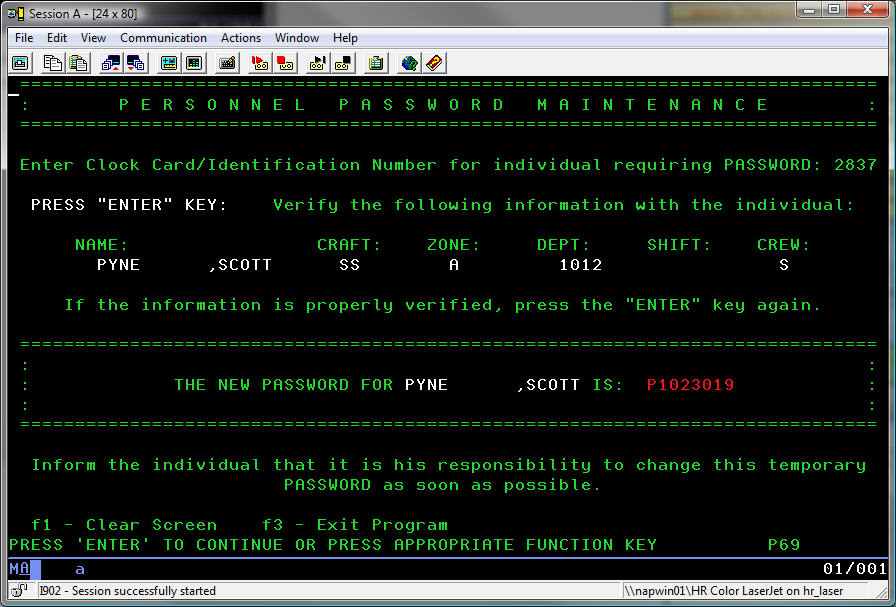 Session A - [24 x 80]
File Edit View Communication Actions Window Help
================================================================================
: P E R S O N N E L P A S S W O R D M A I N T E N A N C E :
================================================================================
Enter Clock Card/Identification Number for individual requiring PASSWORD: 2837
PRESS "ENTER" KEY: Verify the following information with the individual:
NAME: CRAFT: ZONE: DEPT: SHIFT: CREW:
PYNE ,SCOTT SS A 1012 S
If the information is properly verified, press the "ENTER" key again.
================================================================================
: :
: THE NEW PASSWORD FOR PYNE ,SCOTT IS: P1023019 :
: :
================================================================================
Inform the individual that it is his responsibility to change this temporary
PASSWORD as soon as possible.
f1 - Clear Screen f3 - Exit Program
PRESS 'ENTER' TO CONTINUE OR PRESS APPROPRIATE FUNCTION KEY P69
MA a 01/001
I902 - Session successfully started \\napwin01\HR Color LaserJet on hr_laser